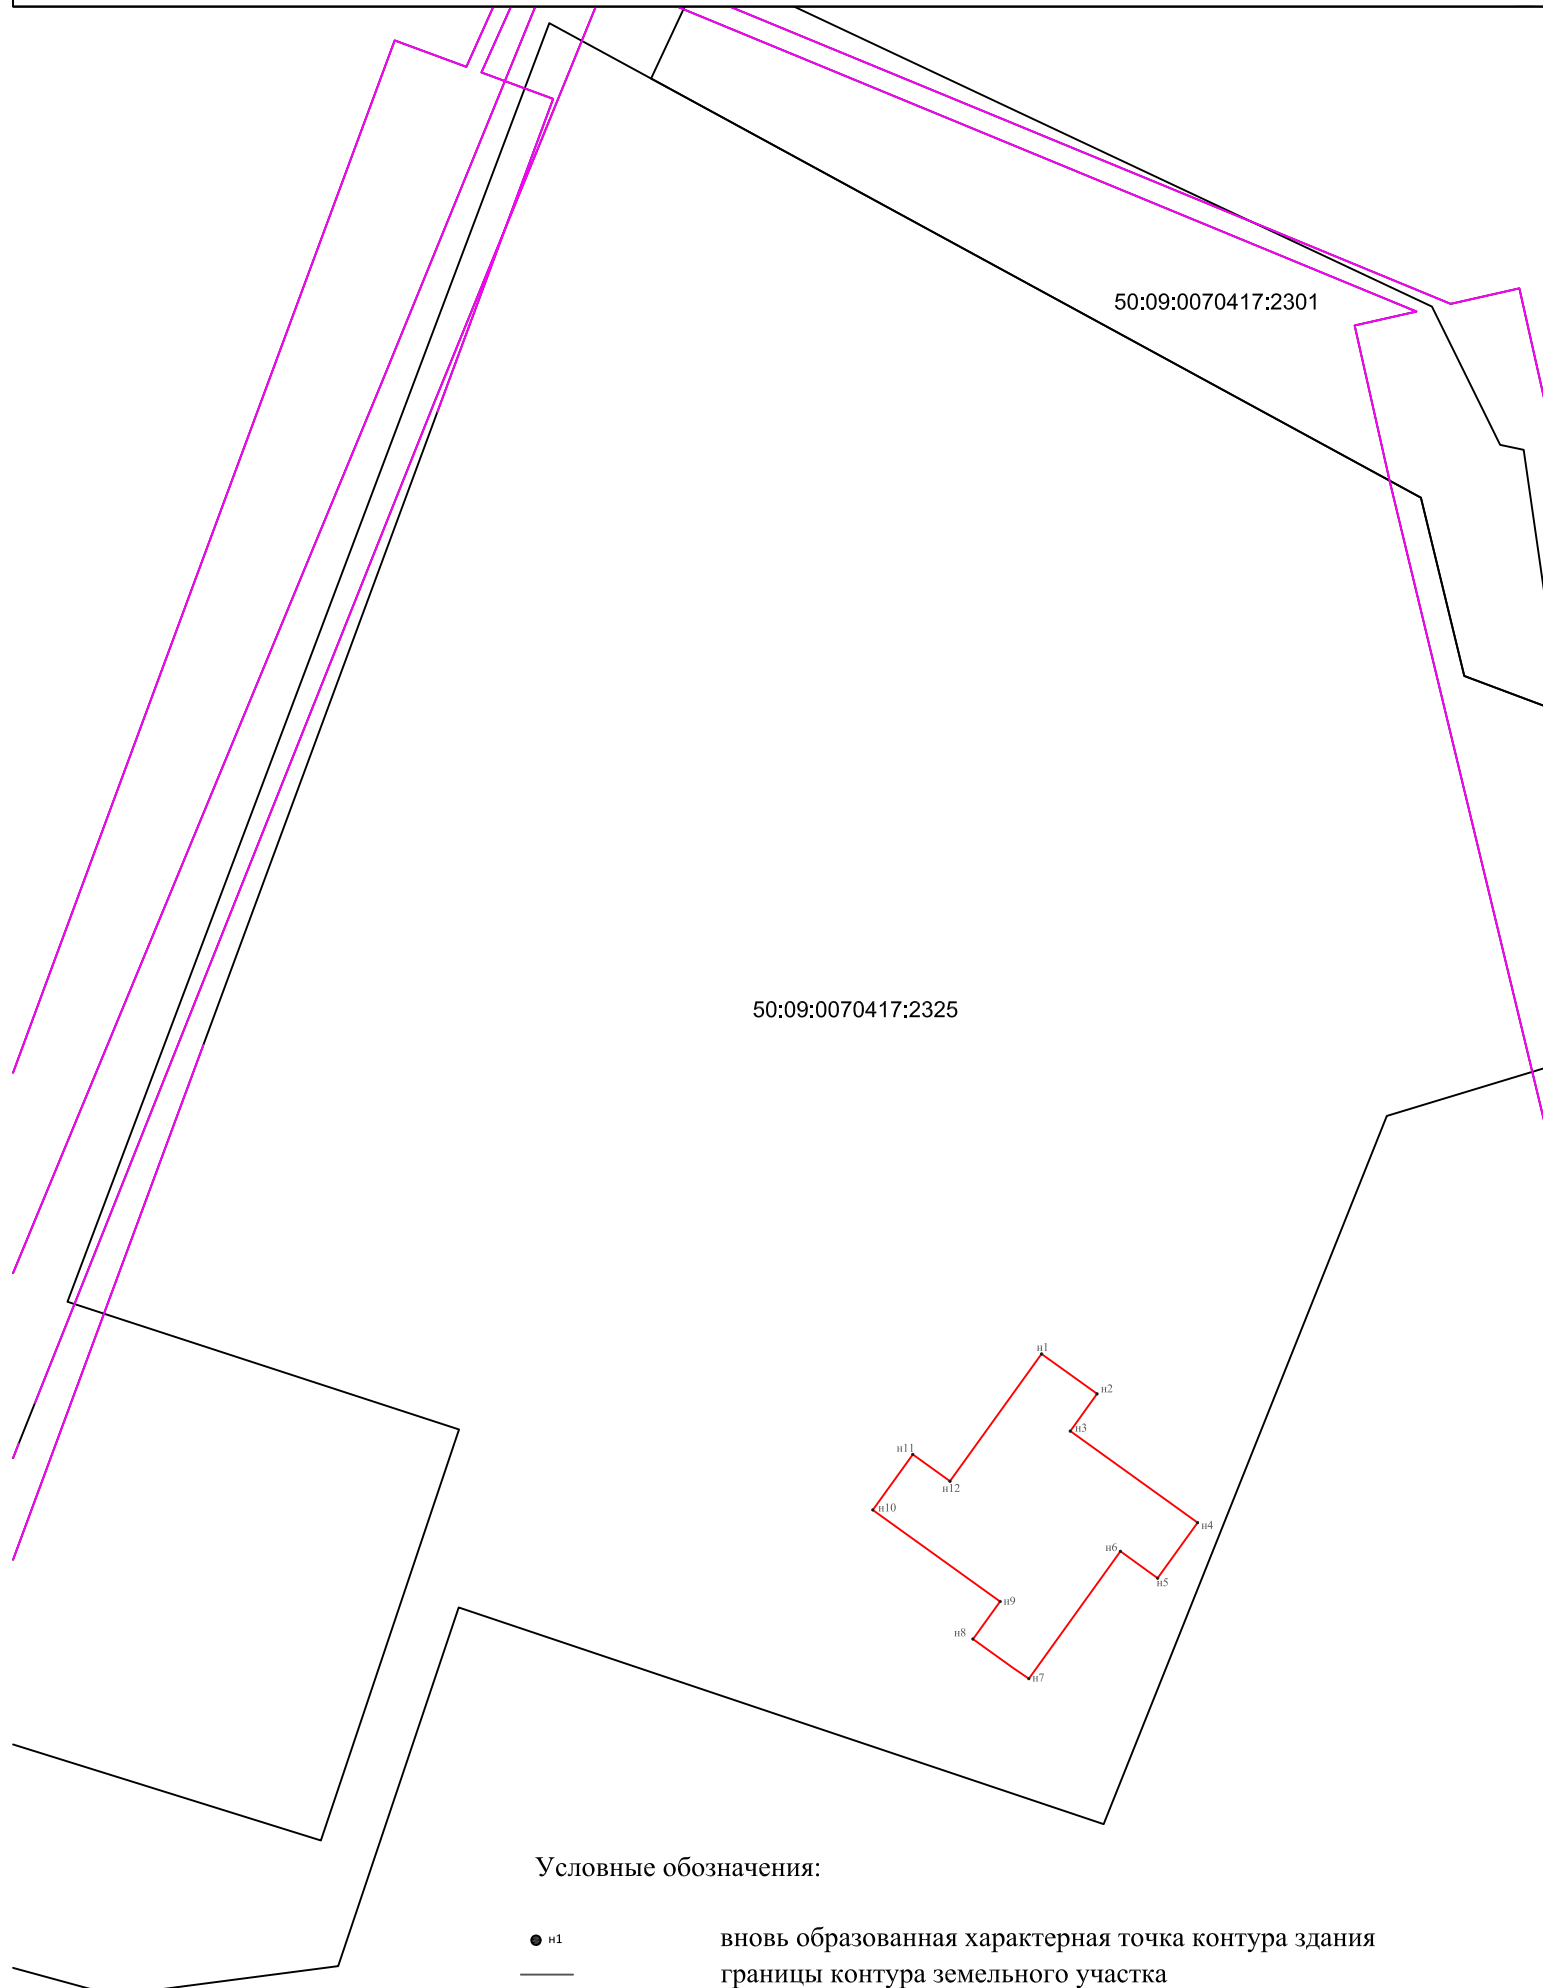 50:09:0070417:2301
50:09:0070417:2325
н1
н2
н3
н11
н12
н10
н4
н6
н5
н9
н8
н7
Условные обозначения:
н1 вновь образованная характерная точка контура здания
границы контура земельного участка